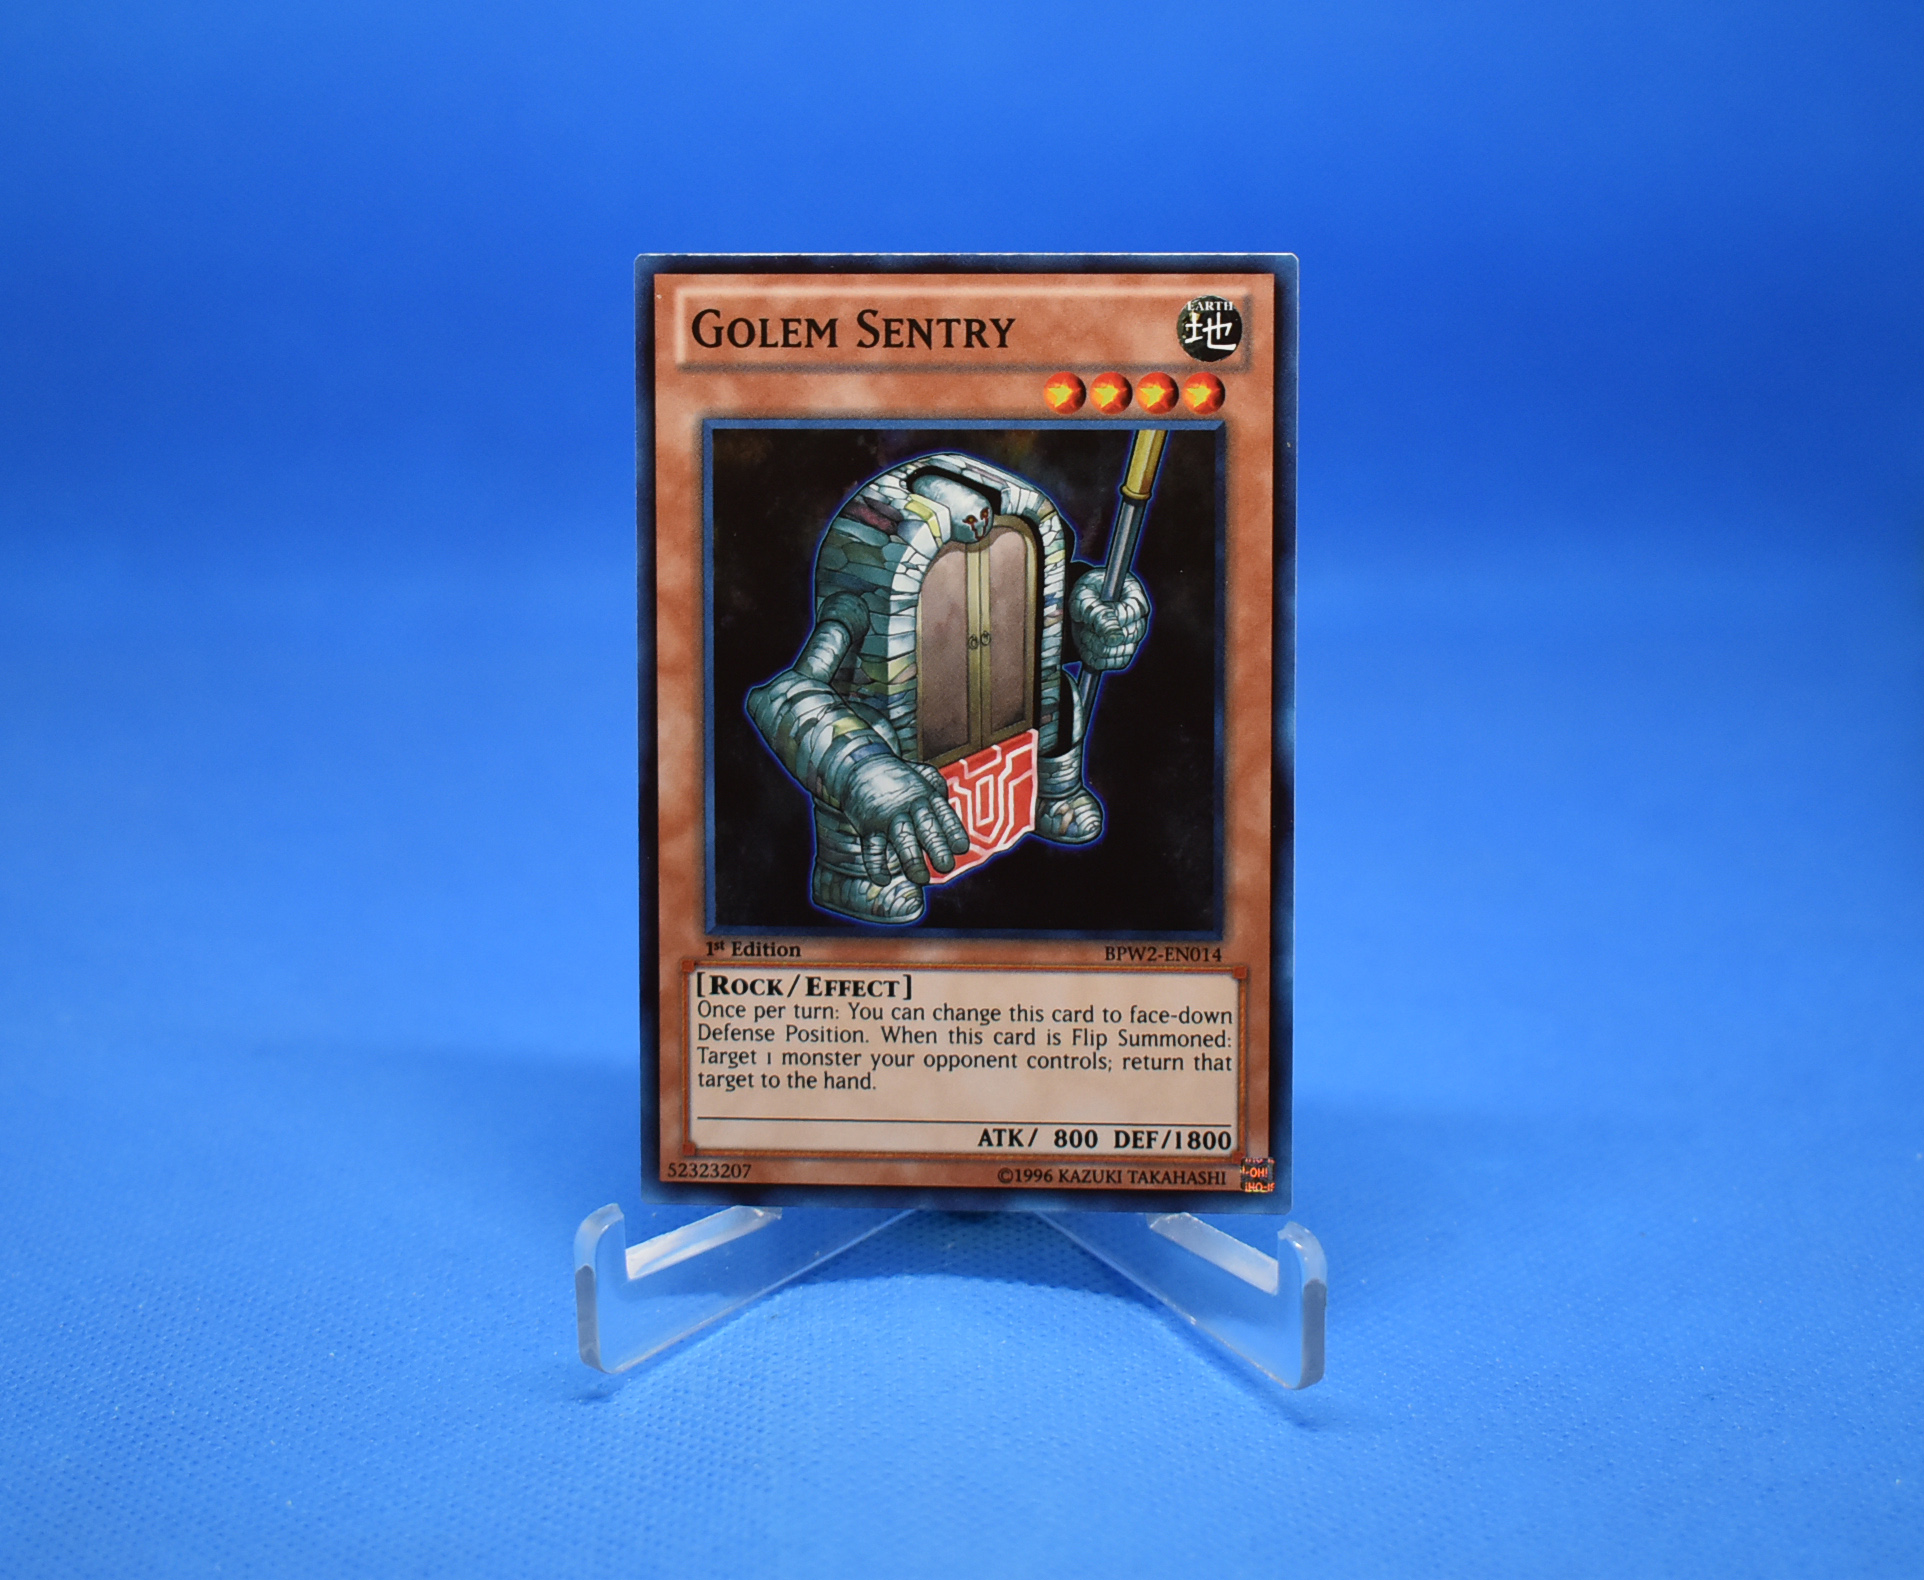 GOLEM SENTRY
EARTH
地
1st Edition
BPW2-EN014
[ROCK/EFFECT]
Once per turn: You can change this card to face-down
Defense Position. When this card is Flip Summoned:
Target 1 monster your opponent controls; return that
target to the hand.
ATK/ 800 DEF/1800
52323207
©1996 KAZUKI TAKAHASHI
-OH!